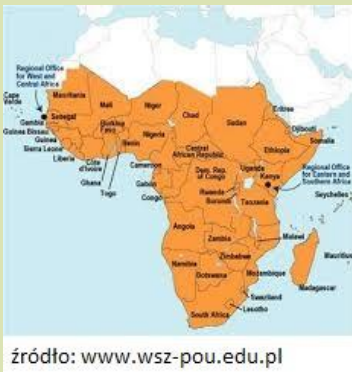 Regional Office
for West and
Central Africa
Cape
Verde
Mauritania
Mali
Niger
Chad
Sudan
Eritrea
Senegal
Gambia
Guinea Bissau
Guinea
Sierra Leone
Liberia
Côte
d'Ivoire
Ghana
Togo
Burkina
Faso
Benin
Nigeria
Cameroon
Central
African Republic
Djibouti
Somalia
Ethiopia
Gabon
Congo
Dem. Rep.
of Congo
Uganda
Kenya
Rwanda
Burundi
Tanzania
Regional Office
for Eastern and
Southern Africa
Seychelles
Angola
Zambia
Malawi
Mauritius
Zimbabwe
Namibia
Botswana
Mozambique
Madagascar
Swaziland
Lesotho
South Africa
źródło: www.wsz-pou.edu.pl